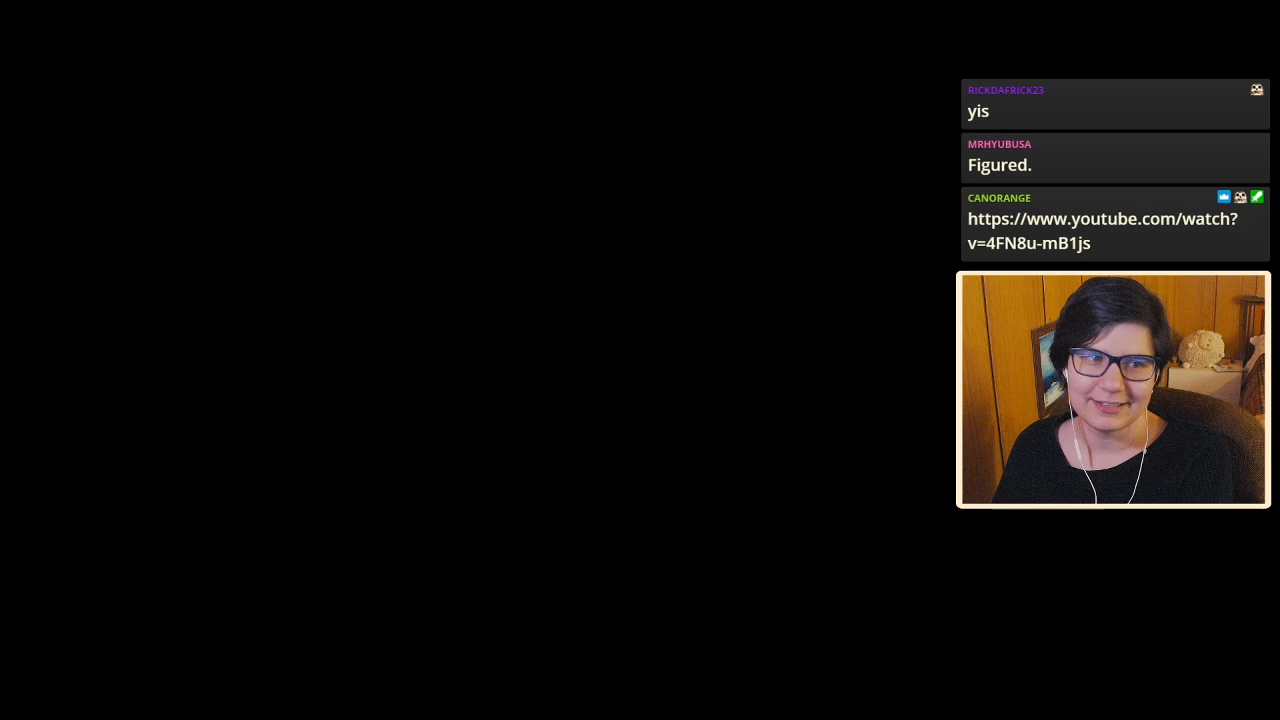 RICKDAFRICK23
yis
MRHYUBUSA
Figured.
CANORANGE
https://www.youtube.com/watch?
v=4FN8u-mB1js